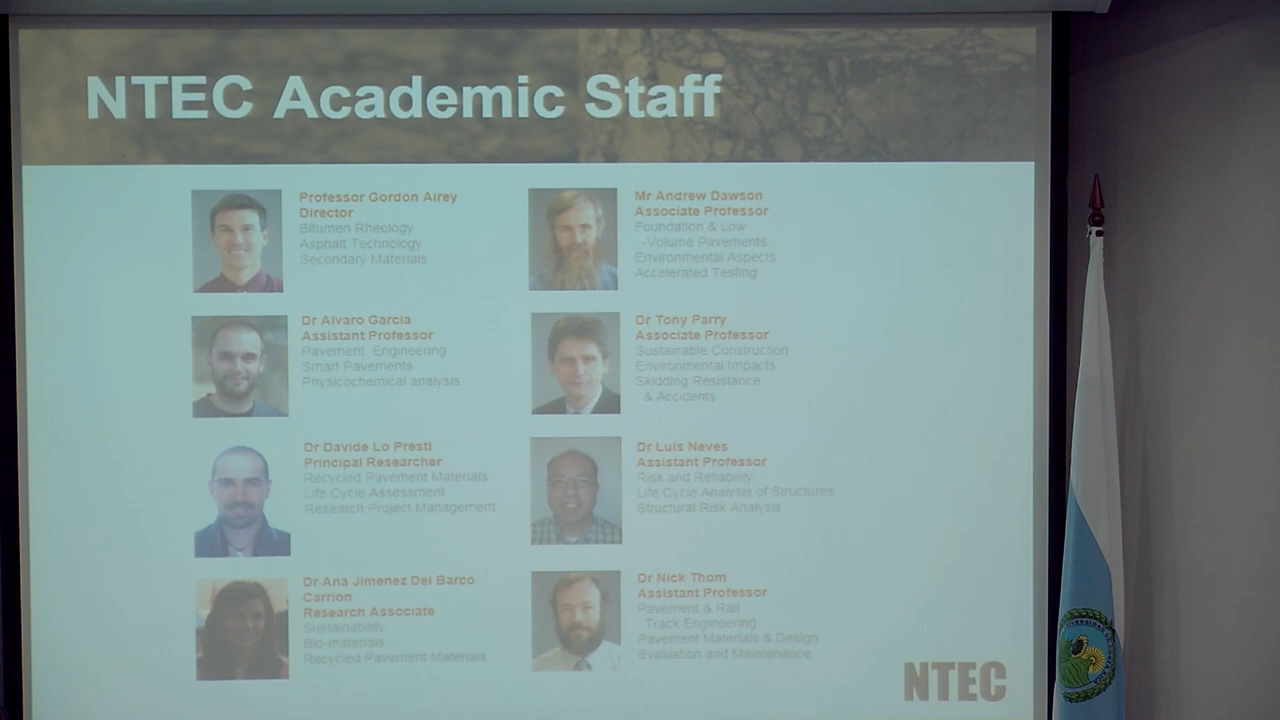 NTEC Academic Staff
Professor Gordon Airey
Director
Bitumen Rheology
Asphalt Technology
Secondary Materials
Mr Andrew Dawson
Associate Professor
Foundation & Low
-Volume Pavements
Environmental Aspects
Accelerated Testing
Dr Alvaro Garcia
Assistant Professor
Pavement Engineering
Smart Pavements
Physicochemical analysis
Dr Tony Parry
Associate Professor
Sustainable Construction
Environmental Impacts
Skidding Resistance
& Accidents
Dr Davide Lo Presti
Principal Researcher
Recycled Pavement Materials
Life Cycle Assessment
Research Project Management
Dr Luis Neves
Assistant Professor
Risk and Reliability
Life Cycle Analysis of Structures
Structural Risk Analysis
Dr Ana Jimenez Del Barco
Carrion
Research Associate
Sustainability
Bio-materials
Recycled Pavement Materials
Dr Nick Thom
Assistant Professor
Pavement & Rail
Track Engineering
Pavement Materials & Design
Evaluation and Maintenance
NTEC